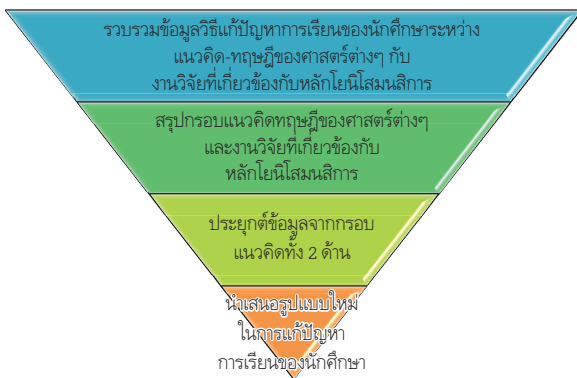 รวบรวมข้อมูลวิธีแก้ปัญหาการเรียนของนักศึกษาระหว่าง
แนวคิด-ทฤษฎีของศาสตร์ต่างๆ กับ
งานวิจัยที่เกี่ยวข้องกับหลักโยนิโสมนสิการ
สรุปกรอบแนวคิดทฤษฎีของศาสตร์ต่างๆ
และงานวิจัยที่เกี่ยวข้องกับ
หลักโยนิโสมนสิการ
ประยุกต์ข้อมูลจากกรอบ
แนวคิดทั้ง 2 ด้าน
นำเสนอรูปแบบใหม่
ในการแก้ปัญหา
การเรียนของนักศึกษา